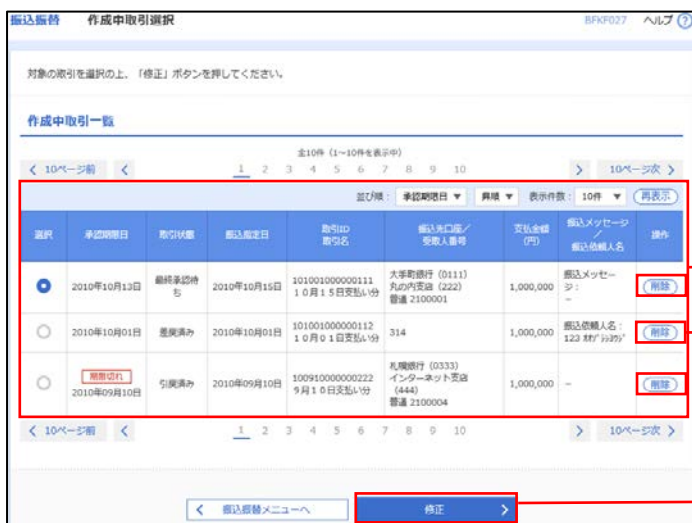 振込振替 作成中取引選択 BFKF027 ヘルプ ?
対象の取引を選択の上、「修正」ボタンを押してください。
作成中取引一覧
全10件（1～10件を表示中）
10ページ前 1 2 3 4 5 6 7 8 9 10 10ページ次
並び順： 承認期限日 昇順 表示件数： 10件 再表示
選択 承認期限日 取引状態 振込指定日 取引ID 取引名 振込先口座／受取人番号 支払金額(円) 振込メッセージ／振込依頼人名 操作
2010年10月13日 最終承認待ち 2010年10月15日 101001000000111 10月15日支払い分 大手町銀行（0111） 丸の内支店（222） 普通 2100001 1,000,000 振込メッセージ： － 削除
2010年10月01日 差戻済み 2010年10月01日 101001000000112 10月01日支払い分 314 1,000,000 振込依頼人名： 123 削除
期限切れ 2010年09月10日 引戻済み 2010年09月10日 100910000000222 9月10日支払い分 札幌銀行（0333） インターネット支店（444） 普通 2100004 1,000,000 － 削除
10ページ前 1 2 3 4 5 6 7 8 9 10 10ページ次
振込振替メニューへ 修正